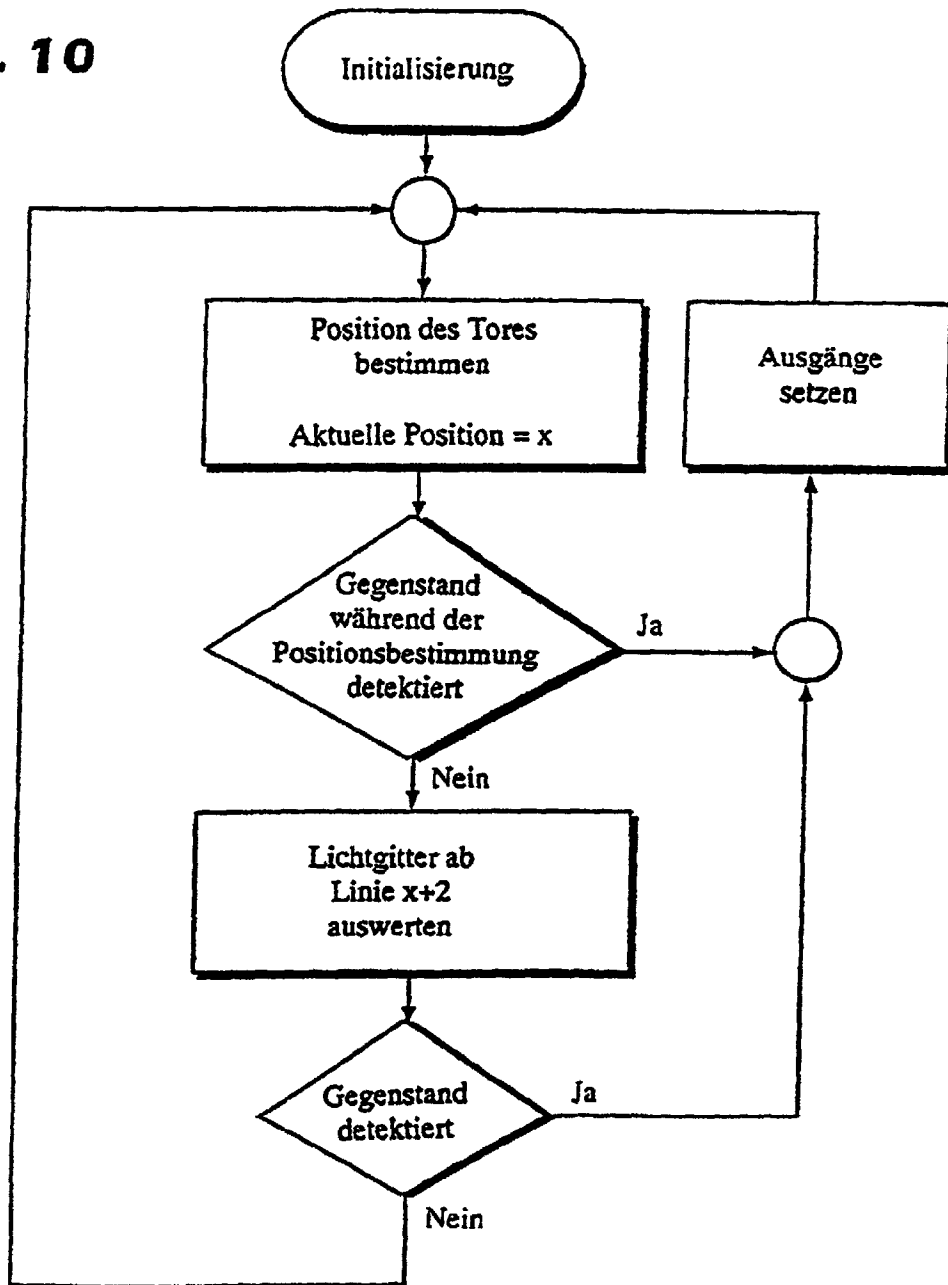 . 10
Initialisierung
Position des Tores
bestimmen
Aktuelle Position = x
Ausgänge
setzen
Gegenstand
während der
Positionsbestimmung
detektiert
Ja
Nein
Lichtgitter ab
Linie x+2
auswerten
Gegenstand
detektiert
Ja
Nein